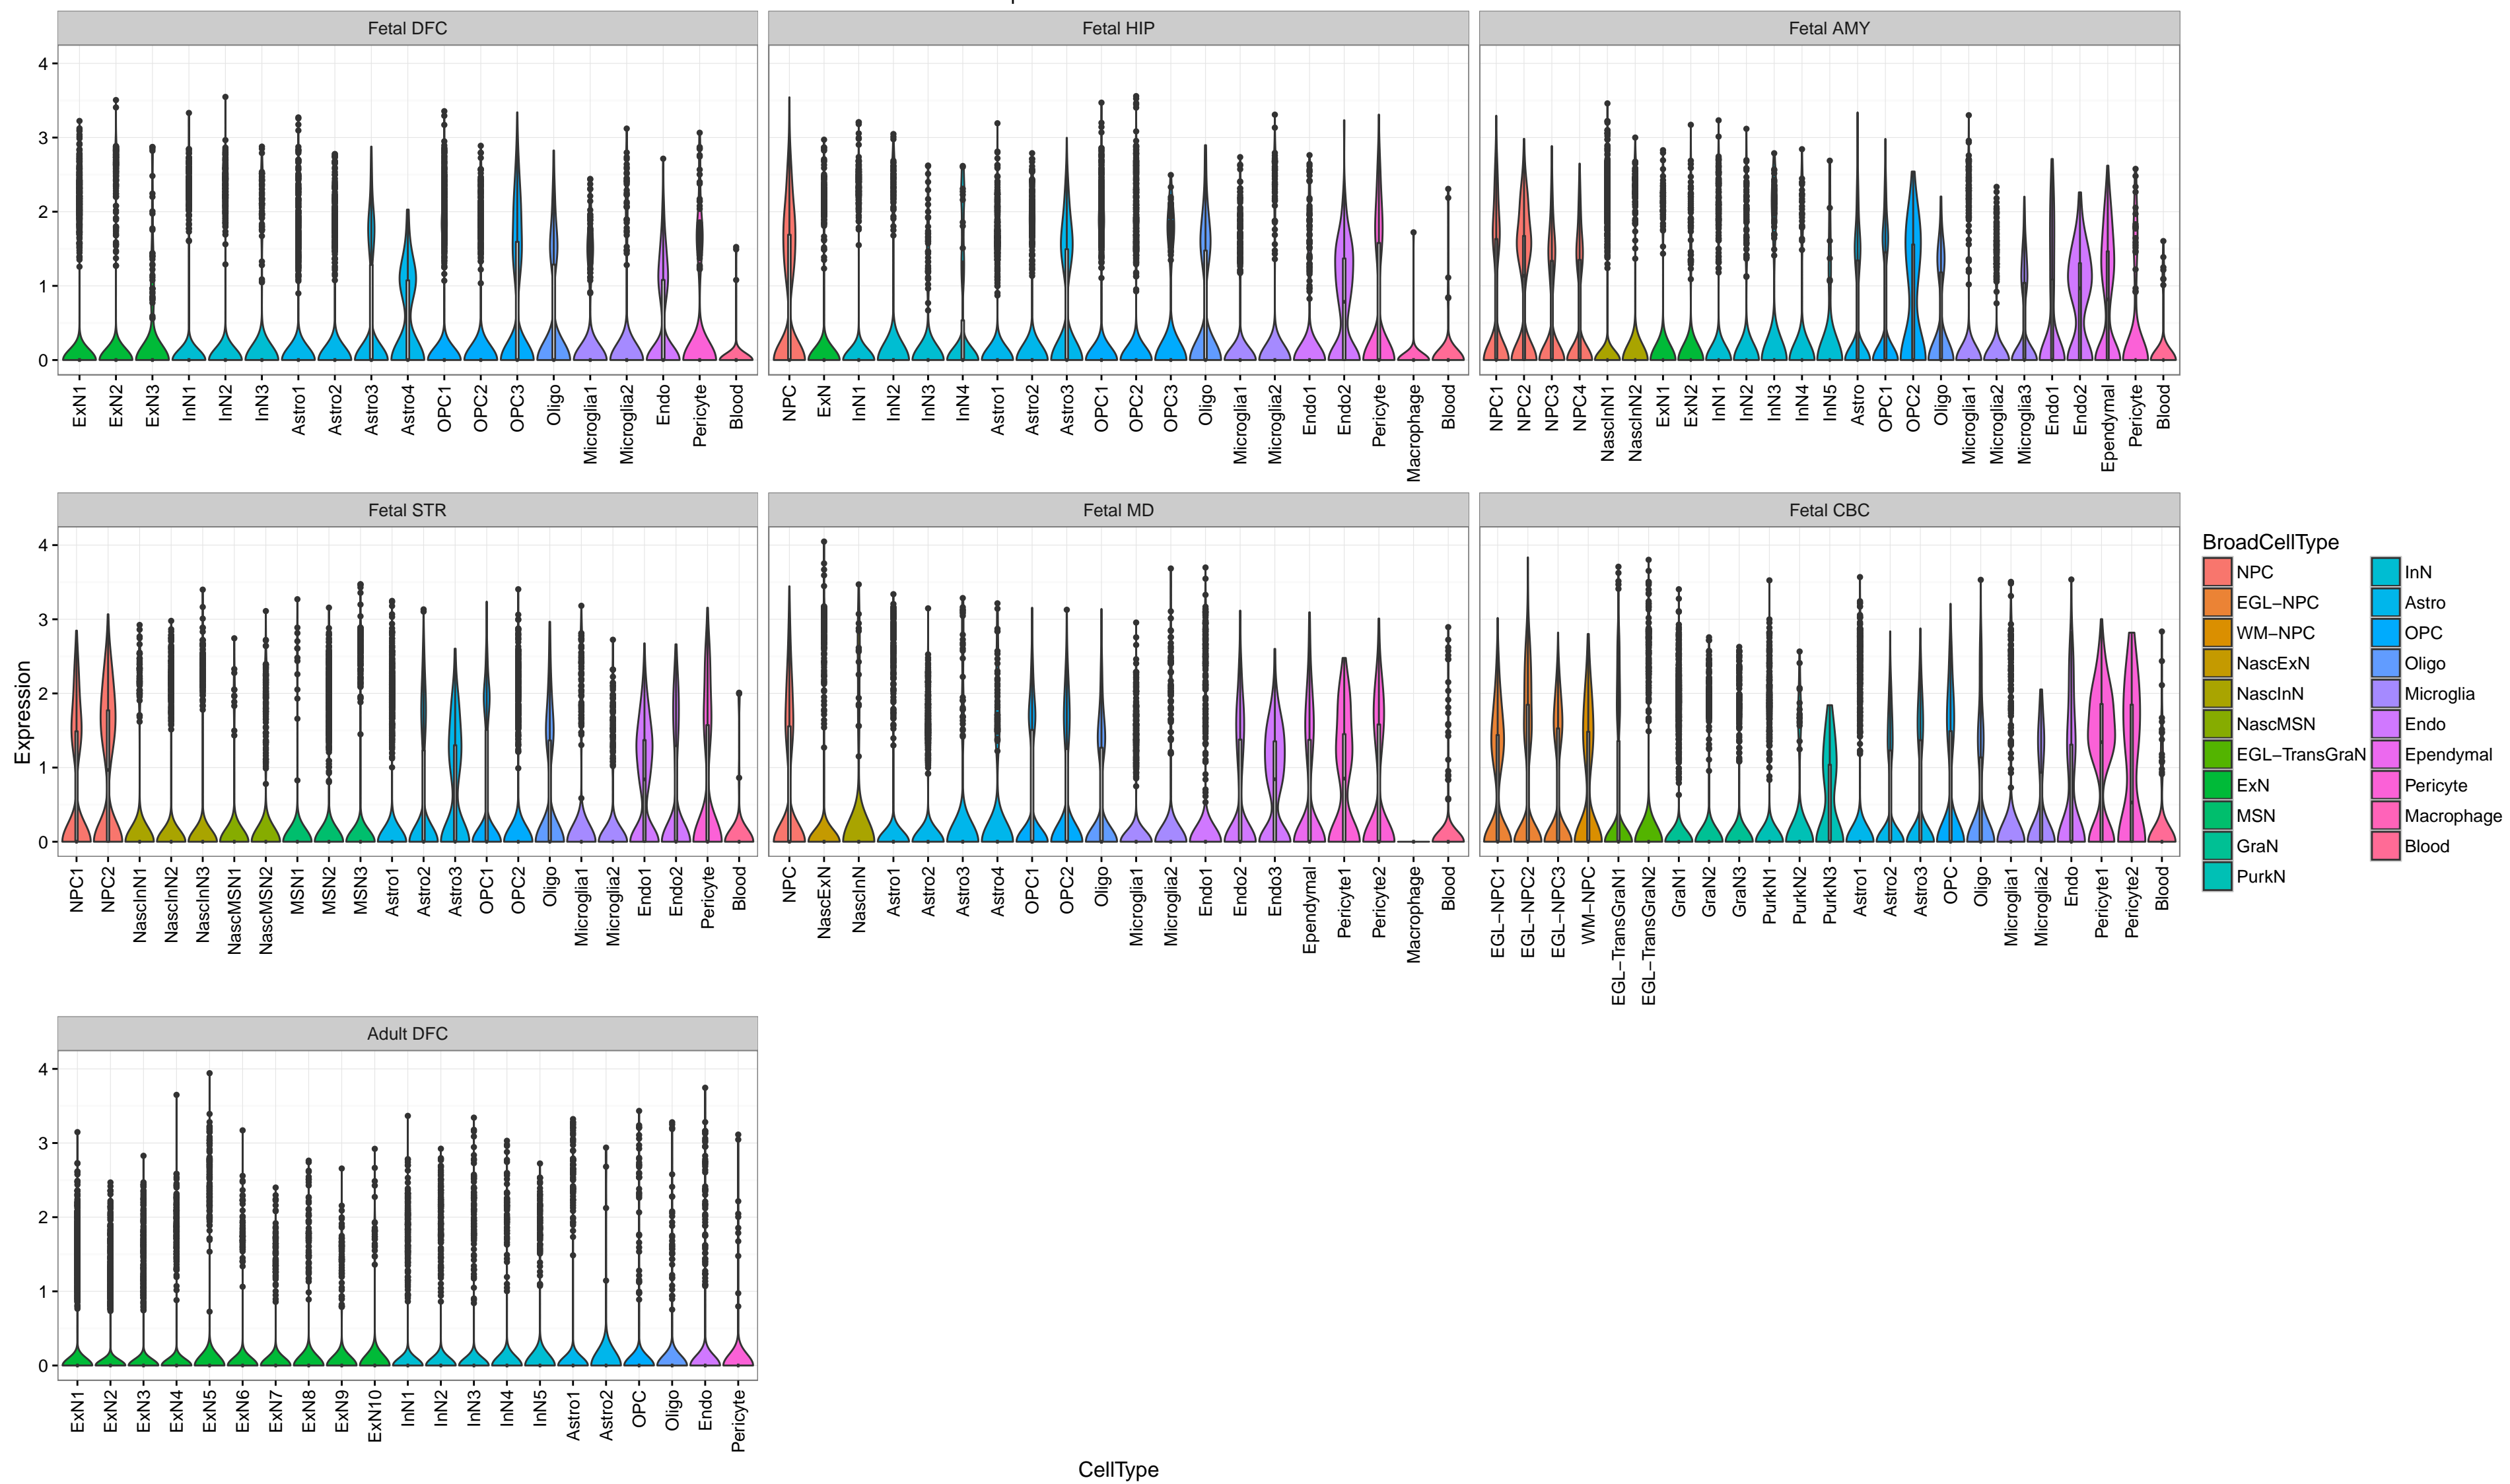 Fetal DFC
Fetal HIP
Fetal AMY
4
3
2
1
0
ExN1
ExN2
ExN3
InN1
InN2
InN3
Astro1
Astro2
Astro3
Astro4
OPC1
OPC2
OPC3
Oligo
Microglia1
Microglia2
Endo
Pericyte
Blood
NPC
ExN
InN1
InN2
InN3
InN4
Astro1
Astro2
Astro3
OPC1
OPC2
OPC3
Oligo
Microglia1
Microglia2
Endo1
Endo2
Pericyte
Macrophage
Blood
NPC1
NPC2
NPC3
NPC4
NascInN1
NascInN2
ExN1
ExN2
InN1
InN2
InN3
InN4
InN5
Astro
OPC1
OPC2
Oligo
Microglia1
Microglia2
Microglia3
Endo1
Endo2
Ependymal
Pericyte
Blood
Fetal STR
Fetal MD
Fetal CBC
Expression
4
3
2
1
0
NPC1
NPC2
NascInN1
NascInN2
NascInN3
NascMSN1
NascMSN2
MSN1
MSN2
MSN3
Astro1
Astro2
Astro3
OPC1
OPC2
Oligo
Microglia1
Microglia2
Endo1
Endo2
Pericyte
Blood
NPC
NascExN
NascInN
Astro1
Astro2
Astro3
Astro4
OPC1
OPC2
Oligo
Microglia1
Microglia2
Endo1
Endo2
Endo3
Ependymal
Pericyte1
Pericyte2
Macrophage
Blood
EGL−NPC1
EGL−NPC2
EGL−NPC3
WM−NPC
EGL−TransGraN1
EGL−TransGraN2
GraN1
GraN2
GraN3
PurkN1
PurkN2
PurkN3
Astro1
Astro2
Astro3
OPC
Oligo
Microglia1
Microglia2
Endo
Pericyte1
Pericyte2
Blood
BroadCellType
NPC
EGL−NPC
WM−NPC
NascExN
NascInN
NascMSN
EGL−TransGraN
ExN
MSN
GraN
PurkN
InN
Astro
OPC
Oligo
Microglia
Endo
Ependymal
Pericyte
Macrophage
Blood
Adult DFC
4
3
2
1
0
ExN1
ExN2
ExN3
ExN4
ExN5
ExN6
ExN7
ExN8
ExN9
ExN10
InN1
InN2
InN3
InN4
InN5
Astro1
Astro2
OPC
Oligo
Endo
Pericyte
CellType